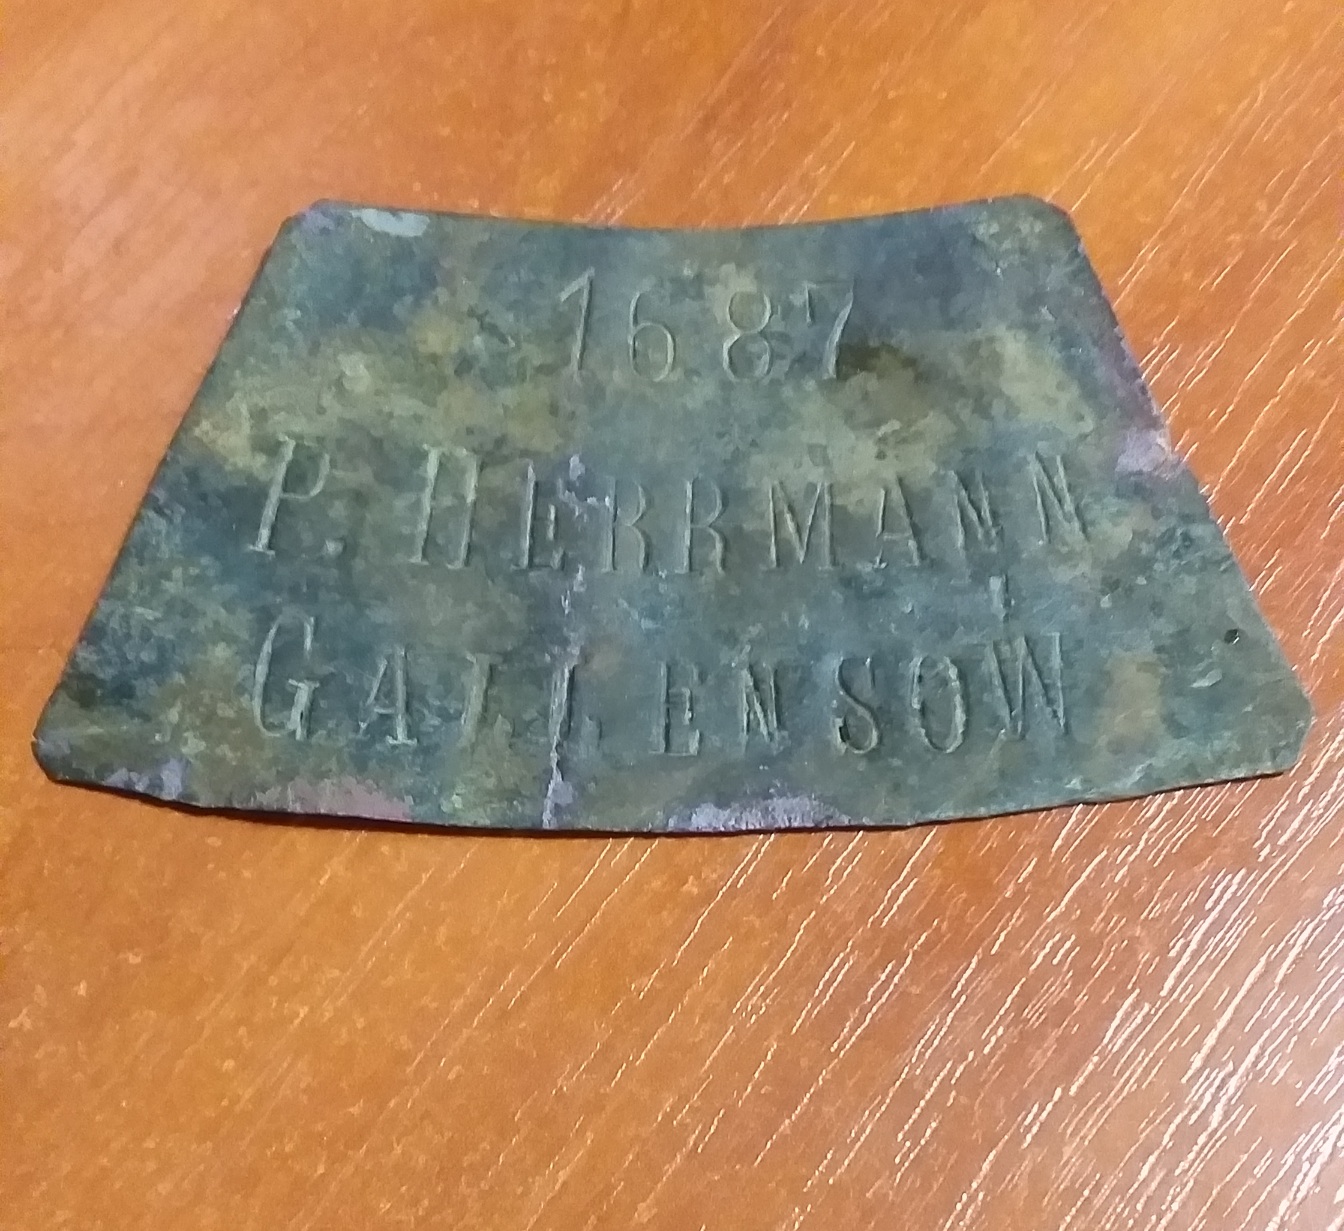 1687
P. HERRMANN
GALLENSOW